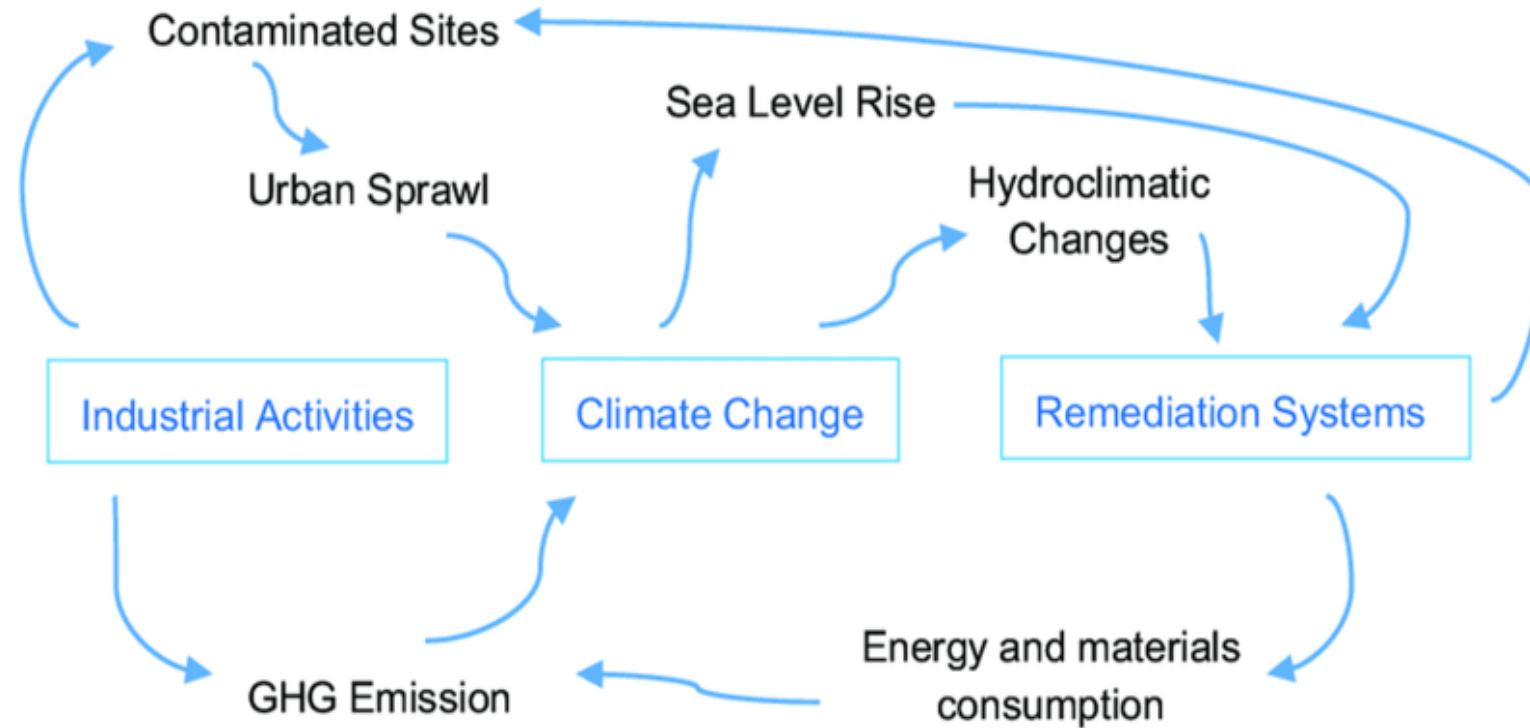 Contaminated Sites
Sea Level Rise
Urban Sprawl
Hydroclimatic
Changes
Industrial Activities
Climate Change
Remediation Systems
GHG Emission
Energy and materials
consumption